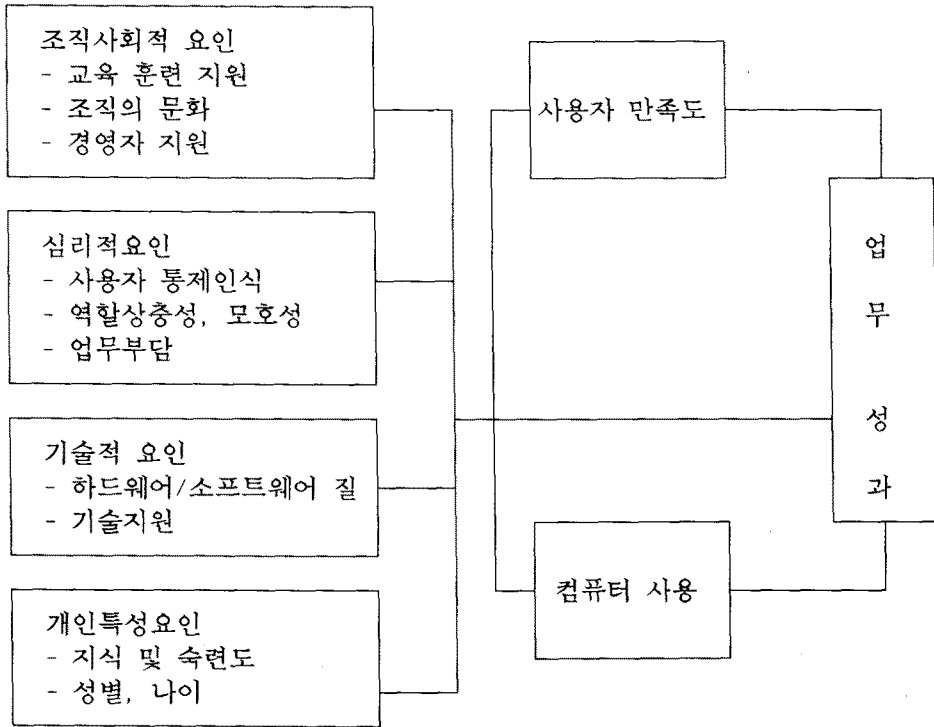 조직사회적 요인
- 교육 훈련 지원
- 조직의 문화
- 경영자 지원
심리적요인
- 사용자 통제인식
- 역할상충성, 모호성
- 업무부담
기술적 요인
- 하드웨어/소프트웨어 질
- 기술지원
개인특성요인
- 지식 및 숙련도
- 성별, 나이
사용자 만족도
컴퓨터 사용
업
무
성
과